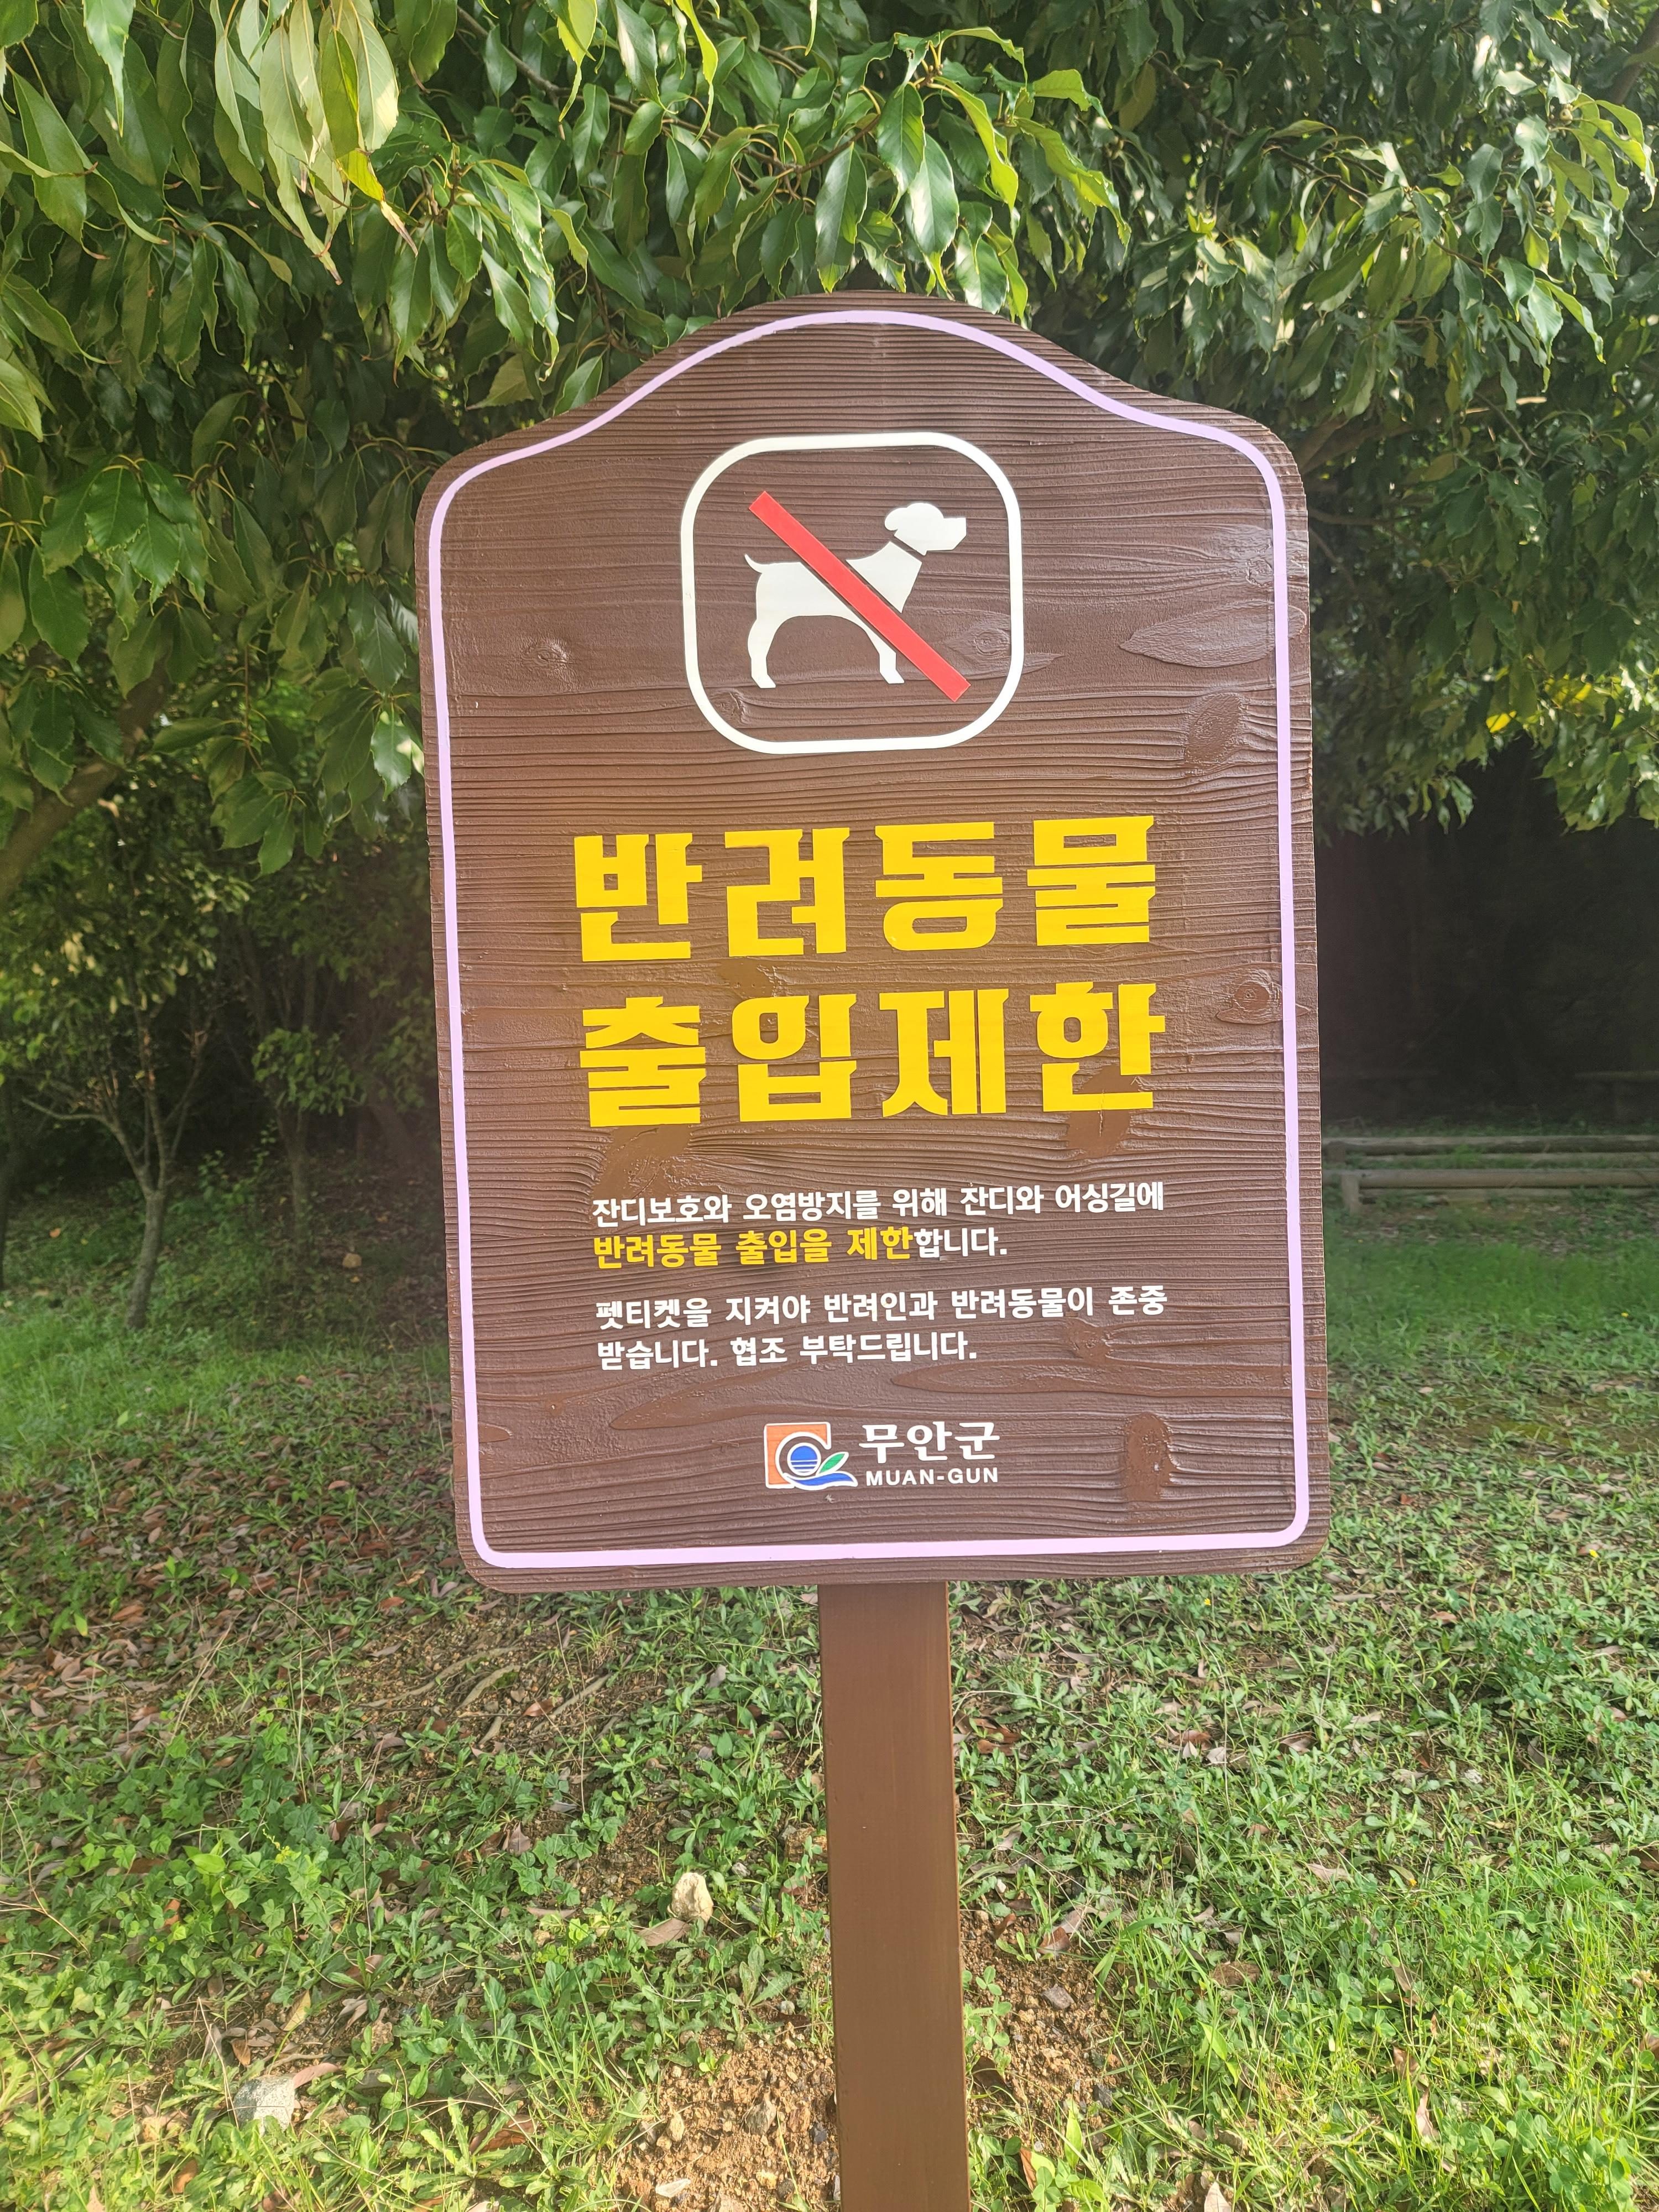 반려동물
출입제한
잔디보호와 오염방지를 위해 잔디와 어싱길에
반려동물 출입을 제한합니다.
펫티켓을 지켜야 반려인과 반려동물이 존중
받습니다. 협조 부탁드립니다.
무안군
MUAN-GUN